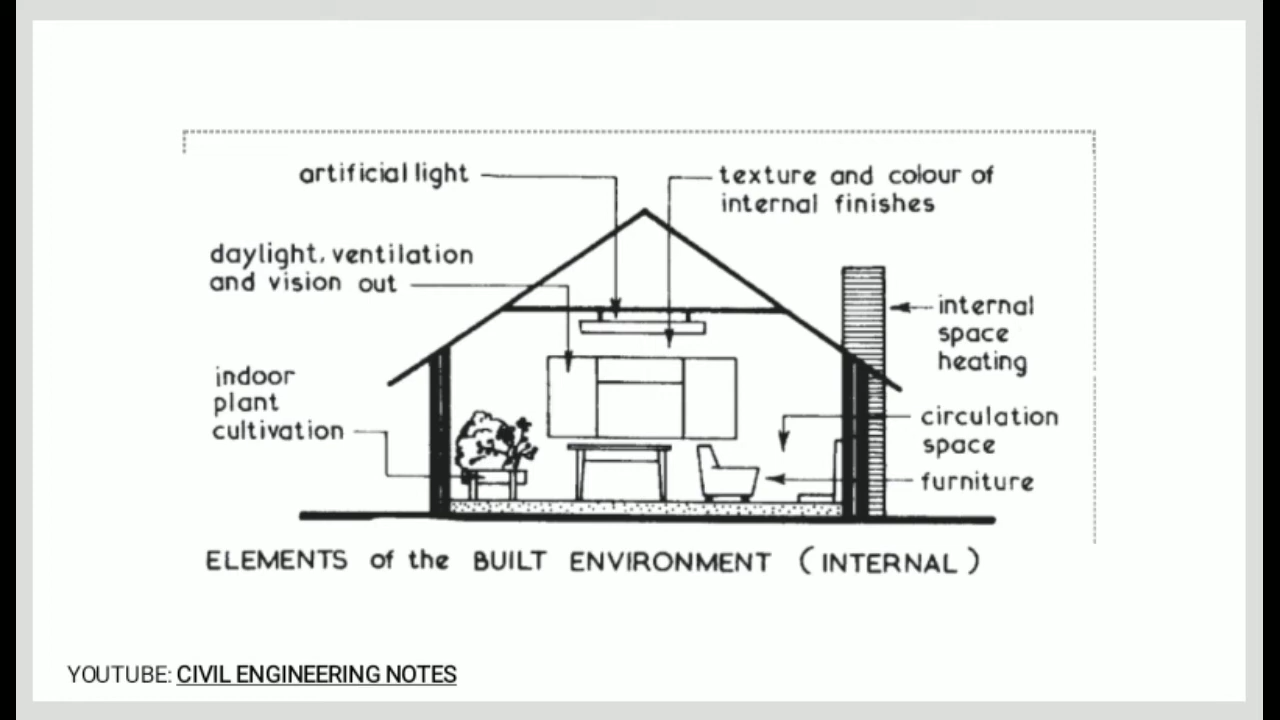 artificial light
texture and colour of
internal finishes
daylight, ventilation
and vision out
internal
space
heating
indoor
plant
cultivation
circulation
space
furniture
ELEMENTS of the BUILT ENVIRONMENT (INTERNAL)
YOUTUBE: CIVIL ENGINEERING NOTES